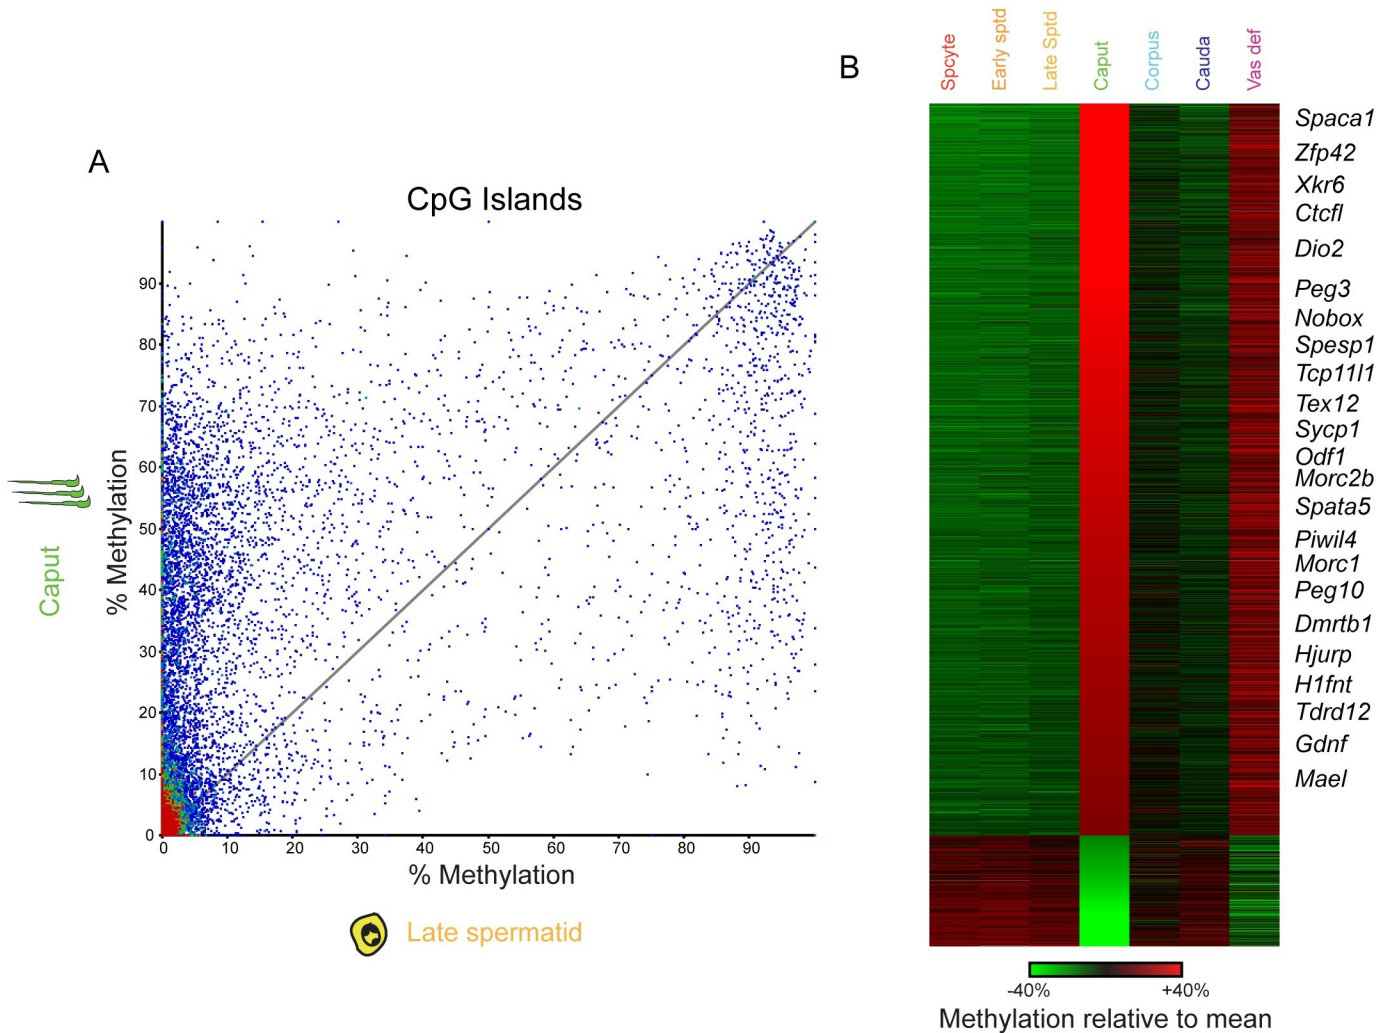 A
CpG Islands
90
80
70
60
50
40
30
20
10
0
% Methylation
Caput
0 10 20 30 40 50 60 70 80 90
% Methylation
Late spermatid
B
Spcyte
Early sptd
Late Sptd
Caput
Corpus
Cauda
Vas def
Spaca1
Zfp42
Xkr6
Ctcfl
Dio2
Peg3
Nobox
Spesp1
Tcp11l1
Tex12
Sycp1
Odf1
Morc2b
Spata5
Piwil4
Morc1
Peg10
Dmrtb1
Hjurp
H1fnt
Tdrd12
Gdnf
Mael
-40% +40%
Methylation relative to mean